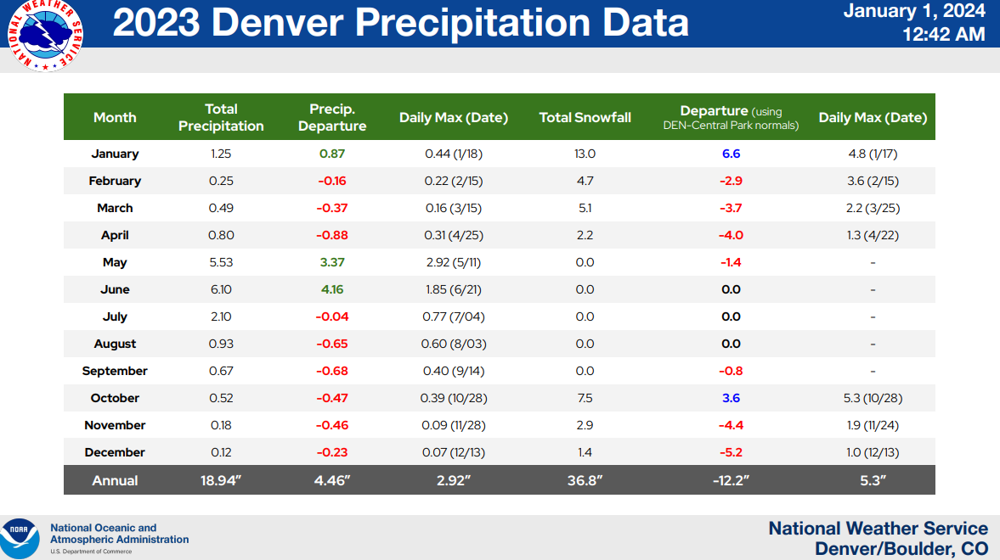 NATIONAL WEATHER SERVICE
2023 Denver Precipitation Data
January 1, 2024
12:42 AM
Month Total Precipitation Precip. Departure Daily Max (Date) Total Snowfall Departure (using DEN-Central Park normals) Daily Max (Date)
January 1.25 0.87 0.44 (1/18) 13.0 6.6 4.8 (1/17)
February 0.25 -0.16 0.22 (2/15) 4.7 -2.9 3.6 (2/15)
March 0.49 -0.37 0.16 (3/15) 5.1 -3.7 2.2 (3/25)
April 0.80 -0.88 0.31 (4/25) 2.2 -4.0 1.3 (4/22)
May 5.53 3.37 2.92 (5/11) 0.0 -1.4 -
June 6.10 4.16 1.85 (6/21) 0.0 0.0 -
July 2.10 -0.04 0.77 (7/04) 0.0 0.0 -
August 0.93 -0.65 0.60 (8/03) 0.0 0.0 -
September 0.67 -0.68 0.40 (9/14) 0.0 -0.8 -
October 0.52 -0.47 0.39 (10/28) 7.5 3.6 5.3 (10/28)
November 0.18 -0.46 0.09 (11/28) 2.9 -4.4 1.9 (11/24)
December 0.12 -0.23 0.07 (12/13) 1.4 -5.2 1.0 (12/13)
Annual 18.94” 4.46” 2.92” 36.8” -12.2” 5.3”
NOAA
National Oceanic and
Atmospheric Administration
U.S. Department of Commerce
National Weather Service
Denver/Boulder, CO